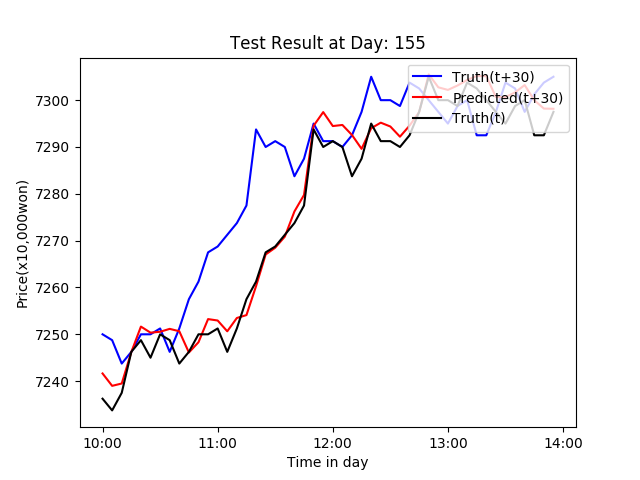 Test Result at Day: 155
Truth(t+30)
Predicted(t+30)
Truth(t)
Price(x10,000won)
7300
7290
7280
7270
7260
7250
7240
10:00 11:00 12:00 13:00 14:00
Time in day